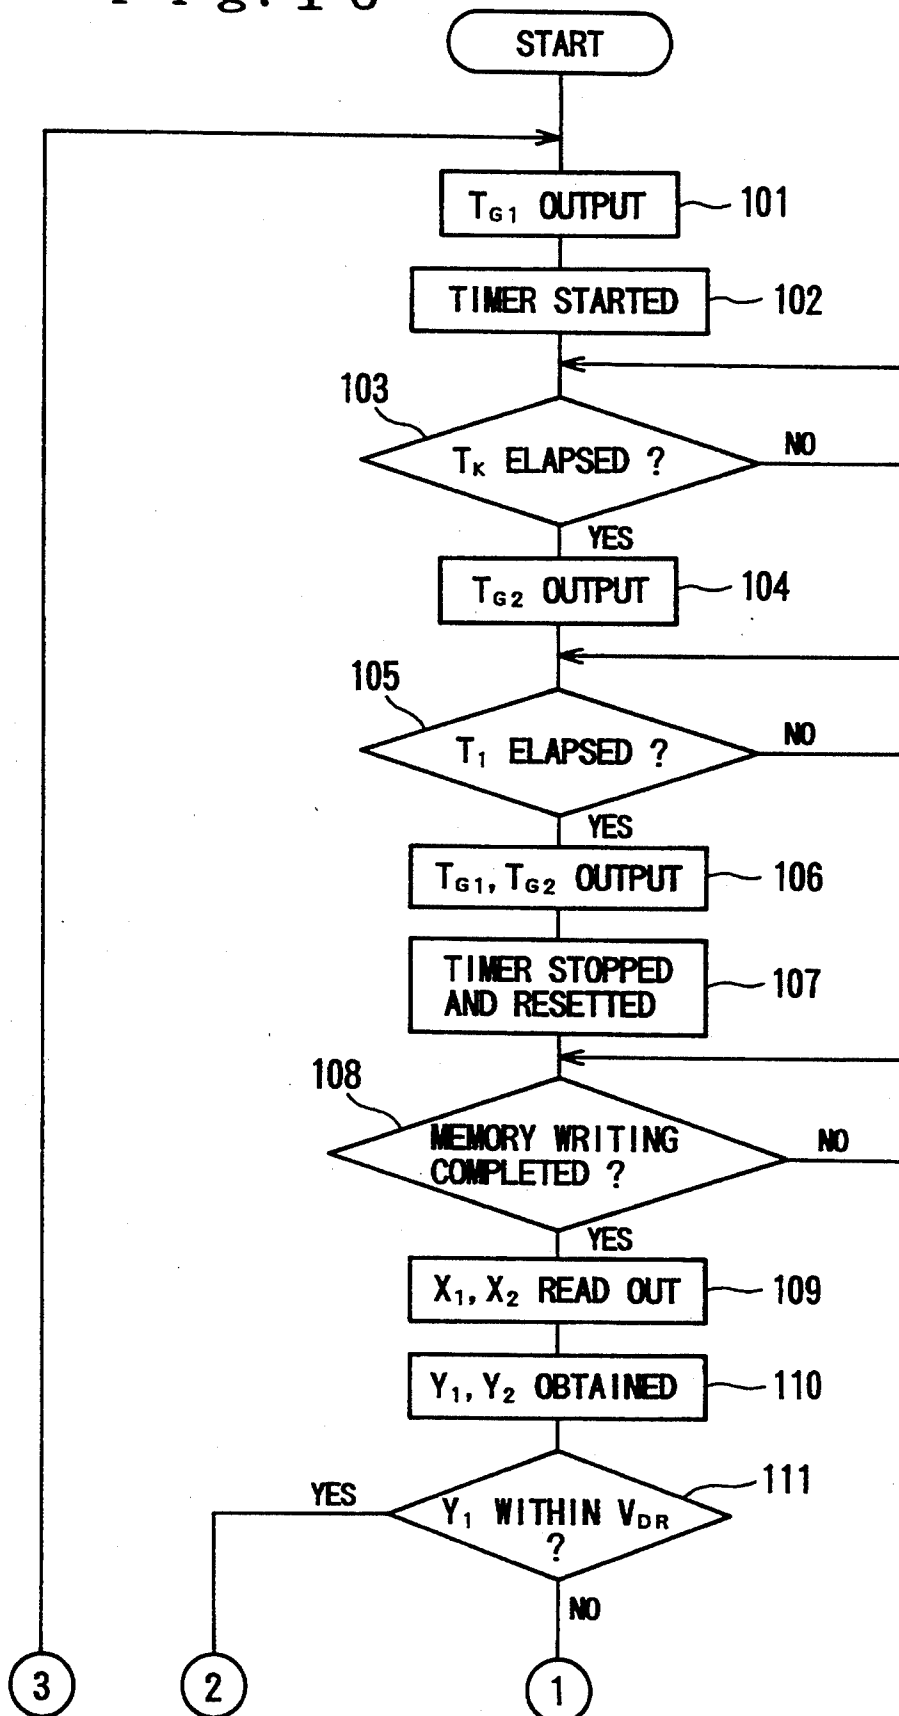 Fig. 10
START
TG1 OUTPUT
101
TIMER STARTED
102
103
TK ELAPSED ?
NO
YES
TG2 OUTPUT
104
105
T1 ELAPSED ?
NO
YES
TG1, TG2 OUTPUT
106
TIMER STOPPED
AND RESETTED
107
108
MEMORY WRITING
COMPLETED ?
NO
YES
X1, X2 READ OUT
109
Y1, Y2 OBTAINED
110
111
YES
Y1 WITHIN VDR
?
NO
3
2
1